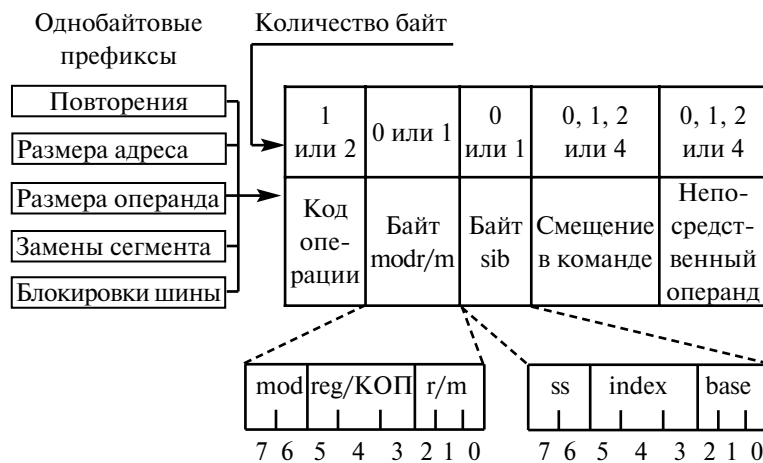 Однобайтовые
префиксы
Количество байт
Повторения
Размера адреса
Размера операнда
Замены сегмента
Блокировки шины
1
или 2
0 или 1
0
или 1
0, 1, 2
или 4
0, 1, 2
или 4
Код
опе-
рации
Байт
modr/m
Байт
sib
Смещение
в команде
Непо-
средст-
венный
операнд
mod reg/КОП r/m
7 6 5 4 3 2 1 0
ss index base
7 6 5 4 3 2 1 0